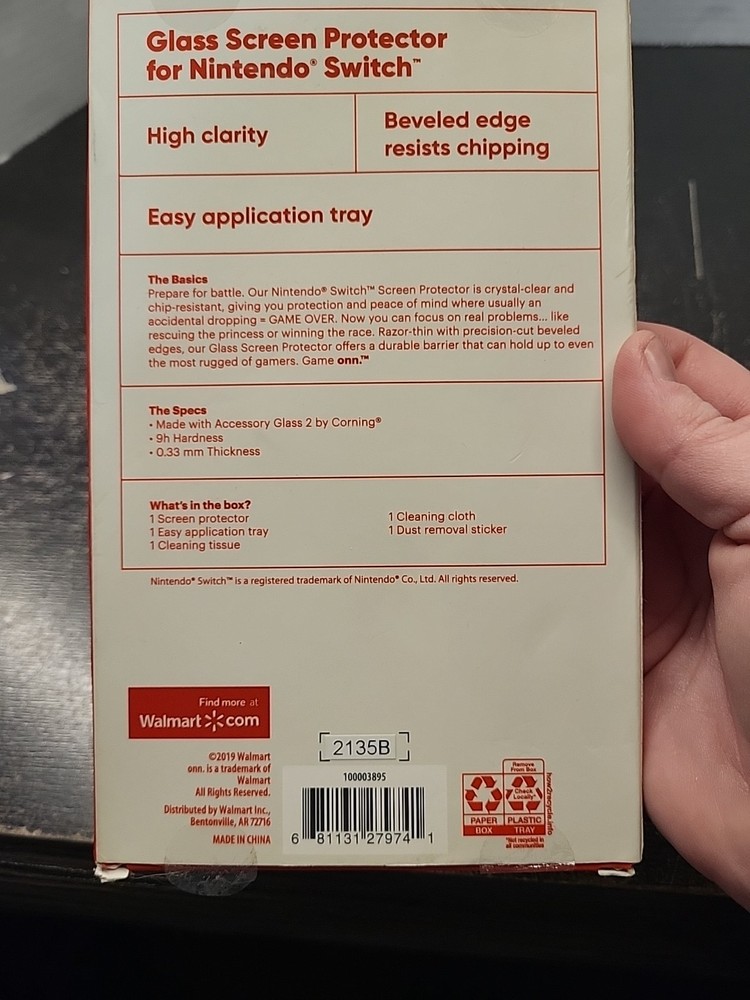 Glass Screen Protector
for Nintendo® Switch™
High clarity
Beveled edge
resists chipping
Easy application tray
The Basics
Prepare for battle. Our Nintendo® Switch™ Screen Protector is crystal-clear and
chip-resistant, giving you protection and peace of mind where usually an
accidental dropping = GAME OVER. Now you can focus on real problems... like
rescuing the princess or winning the race. Razor-thin with precision-cut beveled
edges, our Glass Screen Protector offers a durable barrier that can hold up to even
the most rugged of gamers. Game onn.™
The Specs
• Made with Accessory Glass 2 by Corning®
• 9h Hardness
• 0.33 mm Thickness
What's in the box?
1 Screen protector
1 Easy application tray
1 Cleaning tissue
1 Cleaning cloth
1 Dust removal sticker
Nintendo® Switch™ is a registered trademark of Nintendo® Co., Ltd. All rights reserved.
Find more at
Walmart com
©2019 Walmart
onn. is a trademark of
Walmart
All Rights Reserved.
Distributed by Walmart Inc.,
Bentonville, AR 72716
MADE IN CHINA
2135B
100003895
6 81131 27974 1
Remove
From Box
Check
Locally*
PAPER
BOX
PLASTIC
TRAY
*Not recycled in
all communities
how2recycle.info